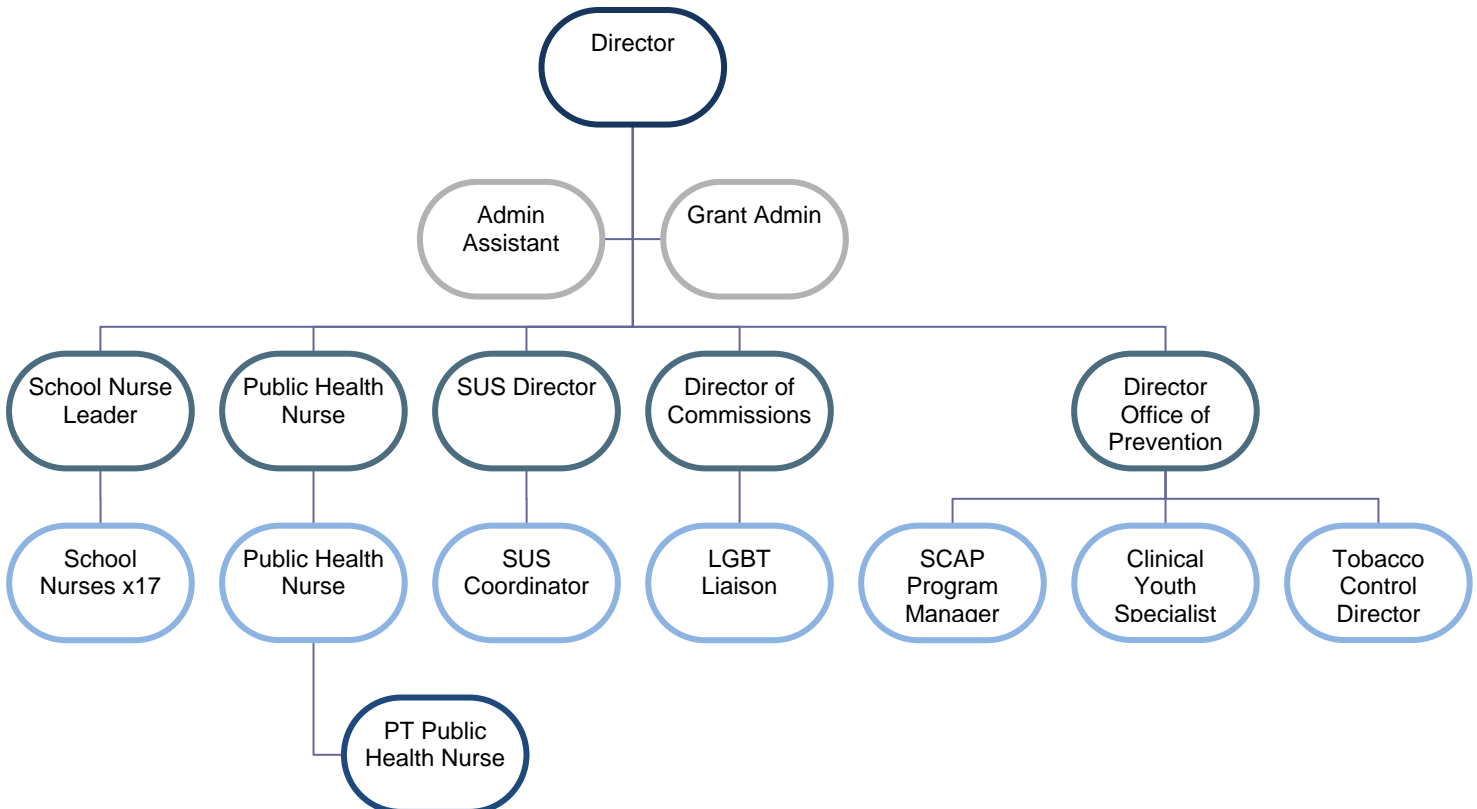 Director
Admin
Assistant
Grant Admin
School Nurse
Leader
Public Health
Nurse
SUS Director
Director of
Commissions
Director
Office of
Prevention
School
Nurses x17
Public Health
Nurse
SUS
Coordinator
LGBT
Liaison
SCAP
Program
Manager
Clinical
Youth
Specialist
Tobacco
Control
Director
PT Public
Health Nurse